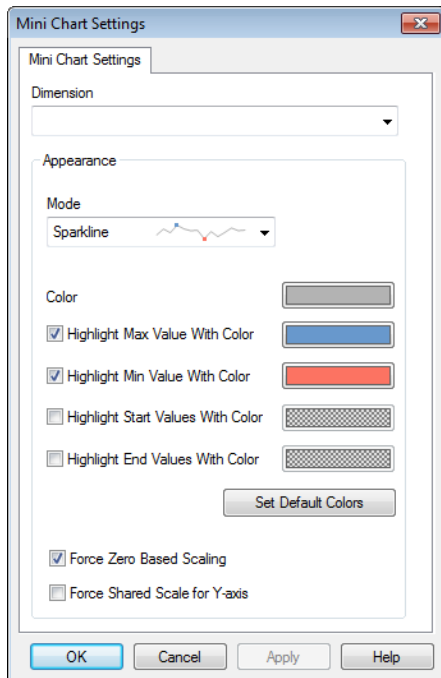 Mini Chart Settings
Mini Chart Settings
Dimension
Appearance
Mode
Sparkline
Color
Highlight Max Value With Color
Highlight Min Value With Color
Highlight Start Values With Color
Highlight End Values With Color
Set Default Colors
Force Zero Based Scaling
Force Shared Scale for Y-axis
OK Cancel Apply Help